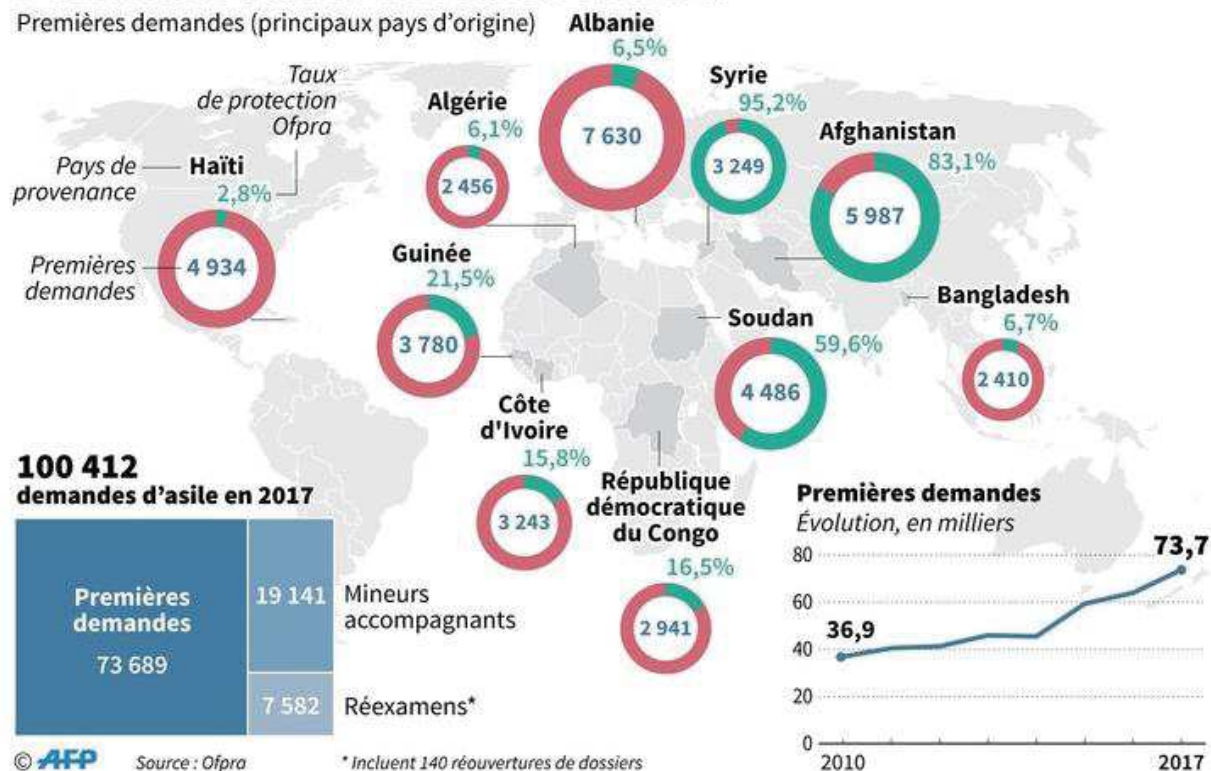 Premières demandes (principaux pays d'origine)
Taux
de protection
Ofpra
Pays de
provenance
Haïti
2,8%
Premières
demandes
4 934
Algérie
6,1%
2 456
Albanie
6,5%
7 630
Syrie
95,2%
3 249
Afghanistan
83,1%
5 987
Guinée
21,5%
3 780
Bangladesh
6,7%
2 410
Soudan
59,6%
4 486
Côte
d'Ivoire
15,8%
3 243
République
démocratique
du Congo
16,5%
2 941
100 412
demandes d'asile en 2017
Premières
demandes
73 689
19 141
Mineurs
accompagnants
7 582
Réexamens*
Premières demandes
Évolution, en milliers
80
60
40
20
0
36,9
73,7
2010
2017
© AFP
Source : Ofpra
* Incluent 140 réouvertures de dossiers